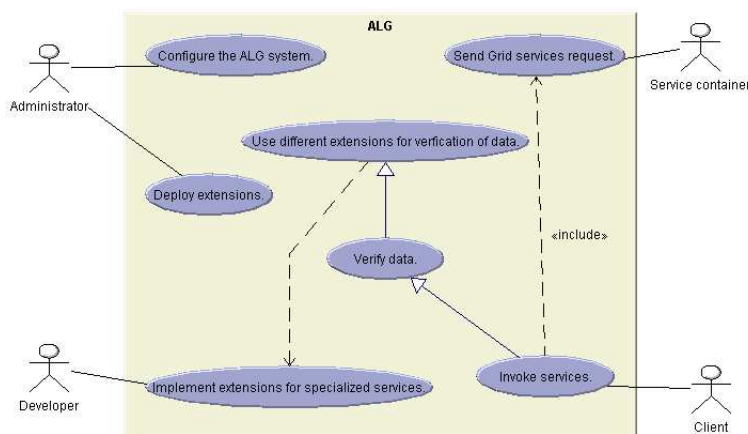 ALG
Configure the ALG system.
Send Grid services request.
Administrator
Service container
Use different extensions for verfication of data.
Deploy extensions.
«include»
Verify data.
Implement extensions for specialized services.
Invoke services.
Developer
Client